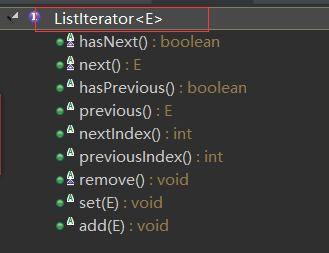 ListIterator<E>
hasNext() : boolean
next() : E
hasPrevious() : boolean
previous() : E
nextIndex() : int
previousIndex() : int
remove() : void
set(E) : void
add(E) : void